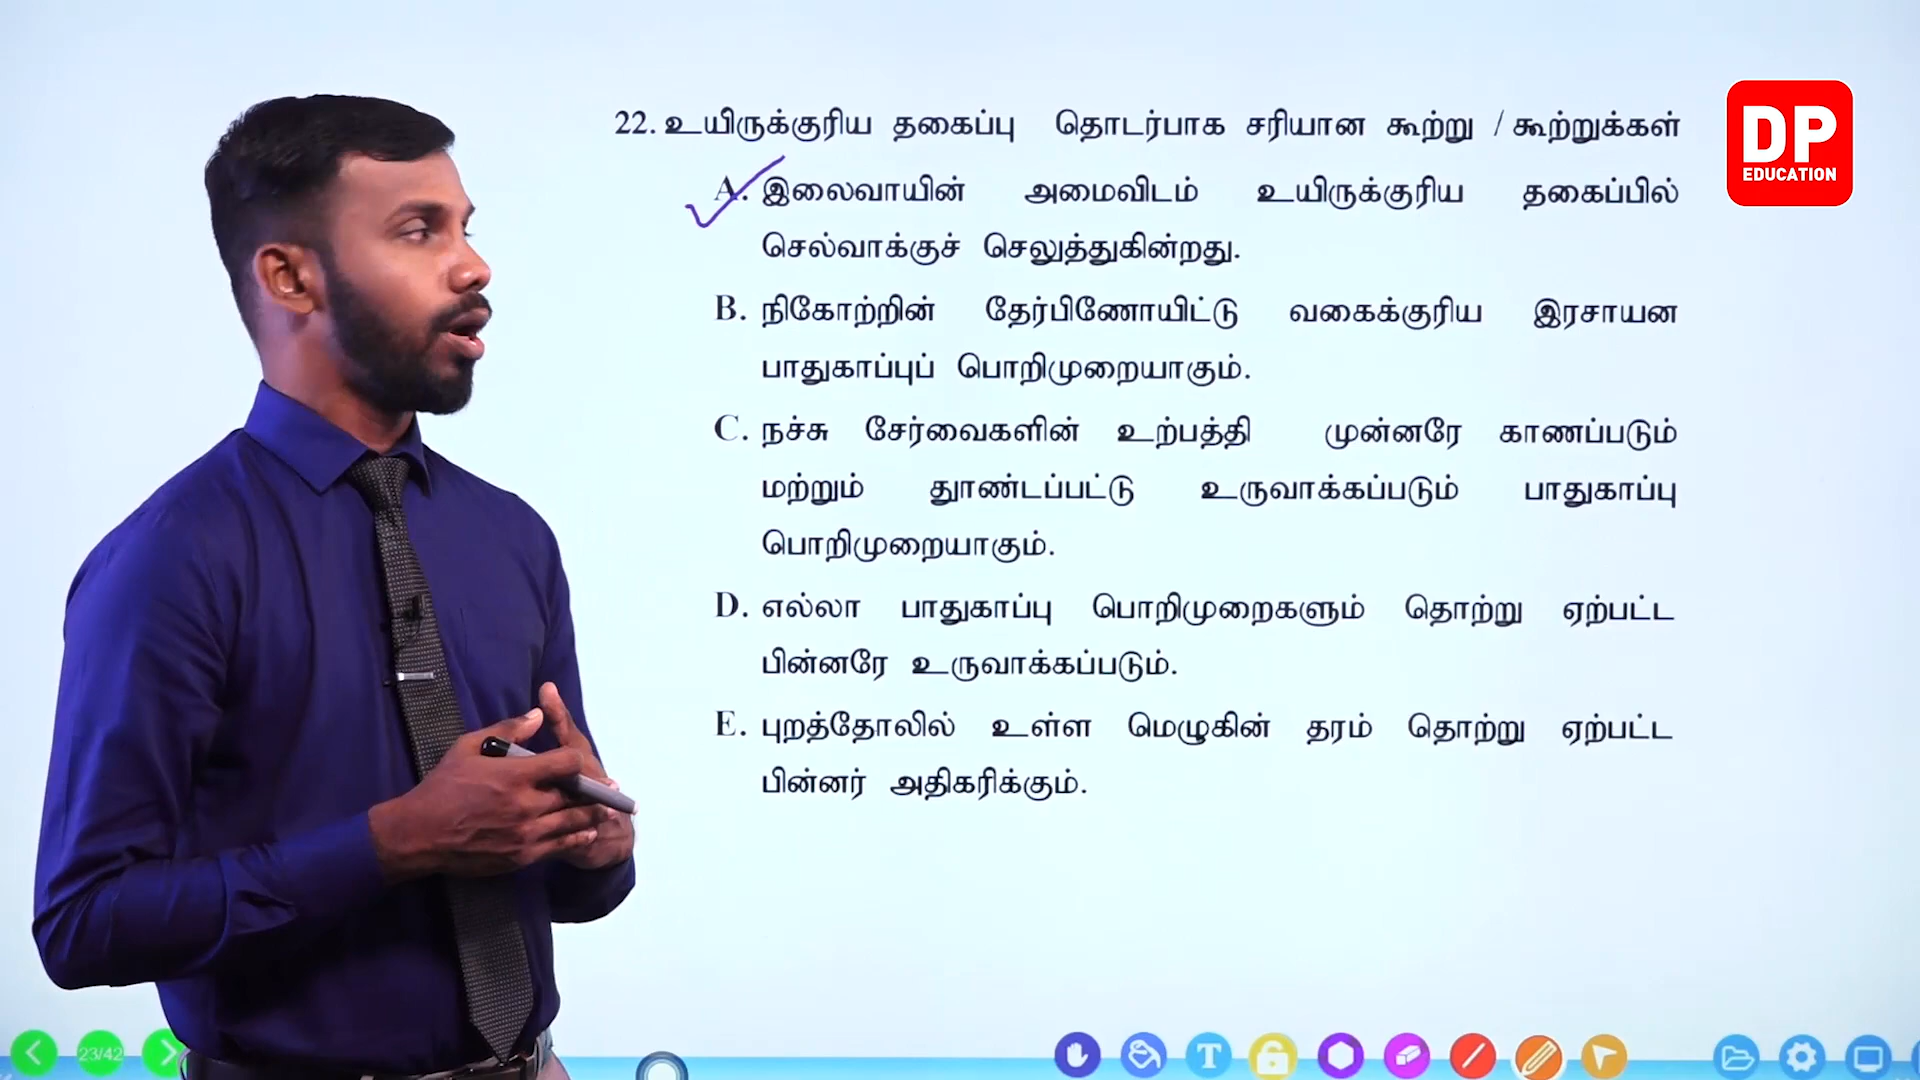 22. உயிருக்குரிய தகைப்பு தொடர்பாக சரியான கூற்று / கூற்றுக்கள்
A. இலைவாயின் அமைவிடம் உயிருக்குரிய தகைப்பில்
செல்வாக்குச் செலுத்துகின்றது.
B. நிகோற்றின் தேர்பிணோயிட்டு வகைக்குரிய இரசாயன
பாதுகாப்புப் பொறிமுறையாகும்.
C. நச்சு சேர்வைகளின் உற்பத்தி முன்னரே காணப்படும்
மற்றும் தூண்டப்பட்டு உருவாக்கப்படும் பாதுகாப்பு
பொறிமுறையாகும்.
D. எல்லா பாதுகாப்பு பொறிமுறைகளும் தொற்று ஏற்பட்ட
பின்னரே உருவாக்கப்படும்.
E. புறத்தோலில் உள்ள மெழுகின் தரம் தொற்று ஏற்பட்ட
பின்னர் அதிகரிக்கும்.
DP
EDUCATION
23/42
T